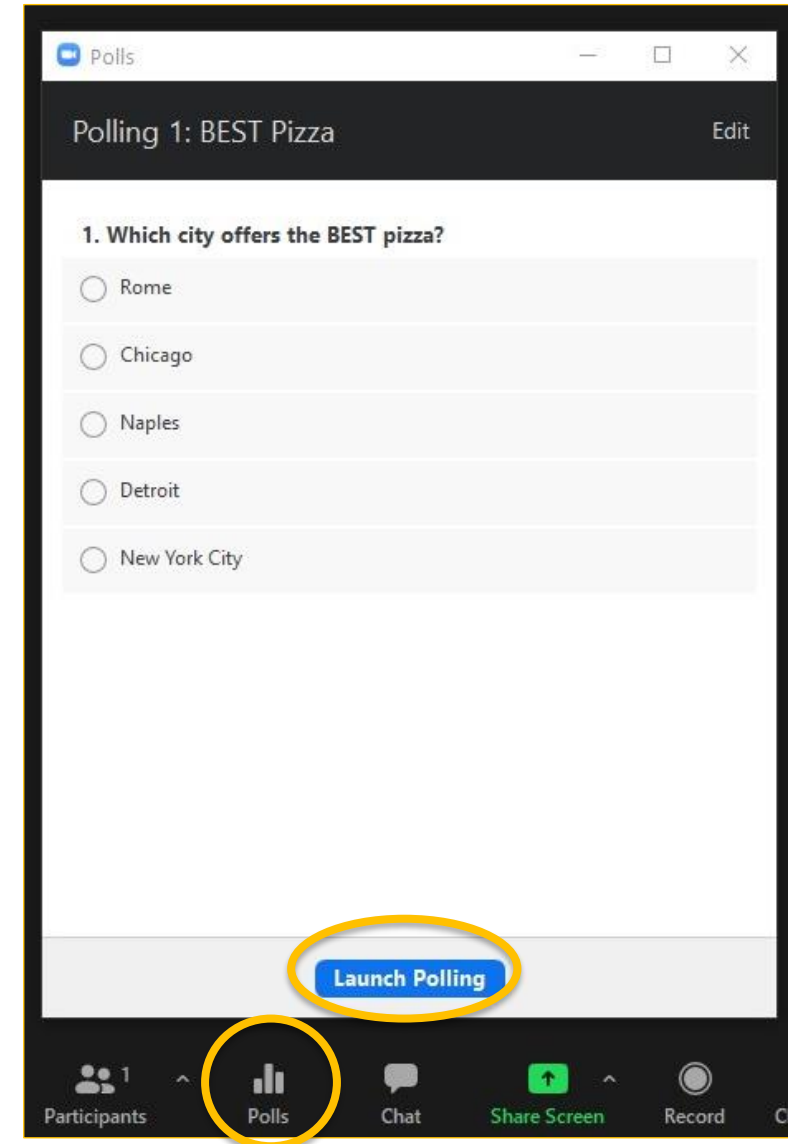 Polls
Polling 1: BEST Pizza Edit
1. Which city offers the BEST pizza?
Rome
Chicago
Naples
Detroit
New York City
Launch Polling
1
Participants Polls Chat Share Screen Record C